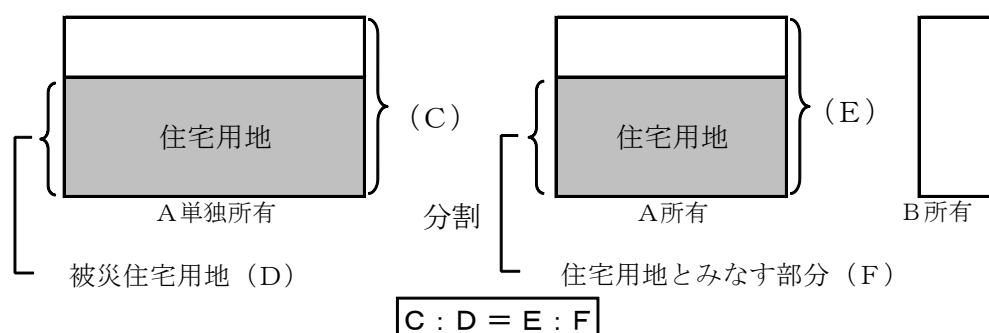 住宅用地
(C)
A単独所有
被災住宅用地(D)
分割
住宅用地
(E)
A所有
B所有
住宅用地とみなす部分(F)
C:D=E:F